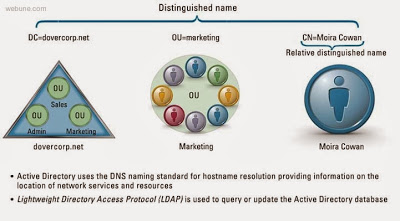 webune.com
Distinguished name
DC=dovercorp.net
OU=marketing
CN=Moira Cowan
Relative distinguished name
OU
Sales
OU
OU
Admin
Marketing
OU
dovercorp.net
Marketing
Moira Cowan
• Active Directory uses the DNS naming standard for hostname resolution providing information on the
location of network services and resources
• Lightweight Directory Access Protocol (LDAP) is used to query or update the Active Directory database